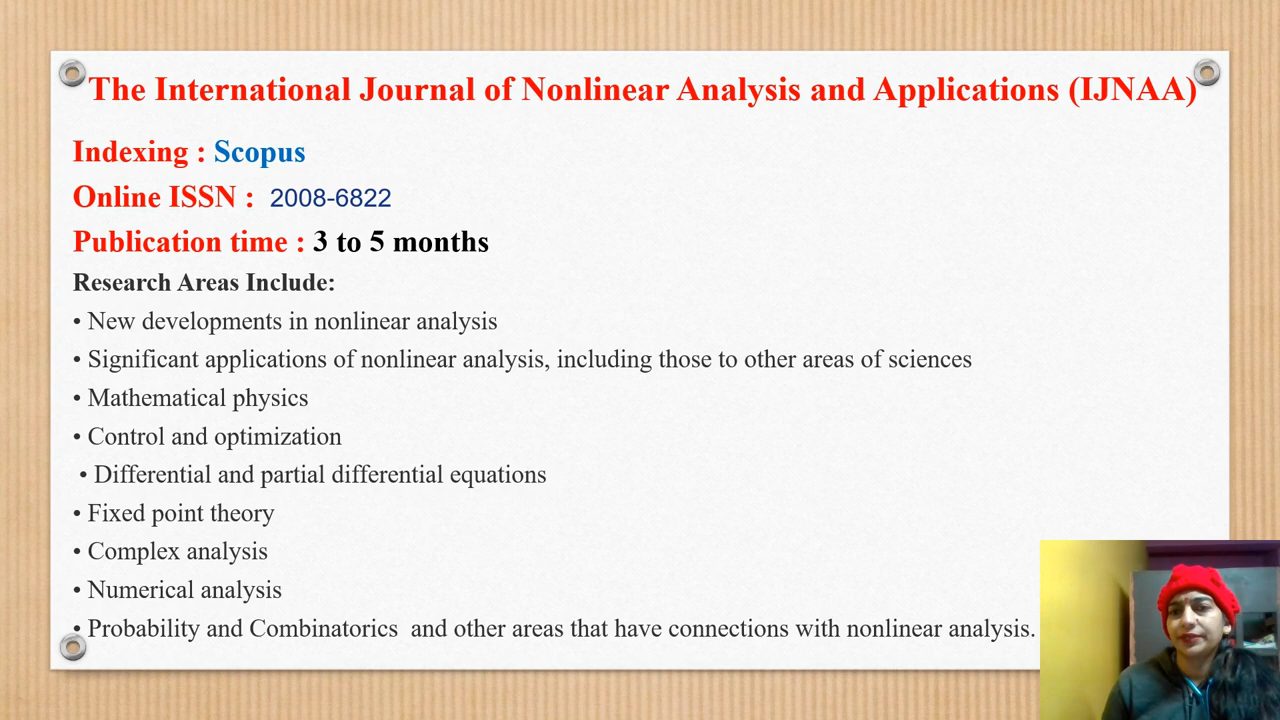 The International Journal of Nonlinear Analysis and Applications (IJNAA)
Indexing : Scopus
Online ISSN : 2008-6822
Publication time : 3 to 5 months
Research Areas Include:
• New developments in nonlinear analysis
• Significant applications of nonlinear analysis, including those to other areas of sciences
• Mathematical physics
• Control and optimization
• Differential and partial differential equations
• Fixed point theory
• Complex analysis
• Numerical analysis
• Probability and Combinatorics and other areas that have connections with nonlinear analysis.